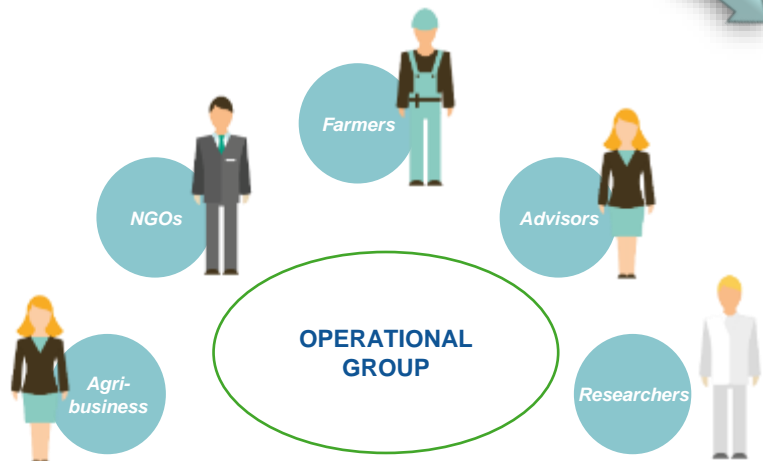 Farmers
NGOs
Advisors
OPERATIONAL
GROUP
Agri-
business
Researchers